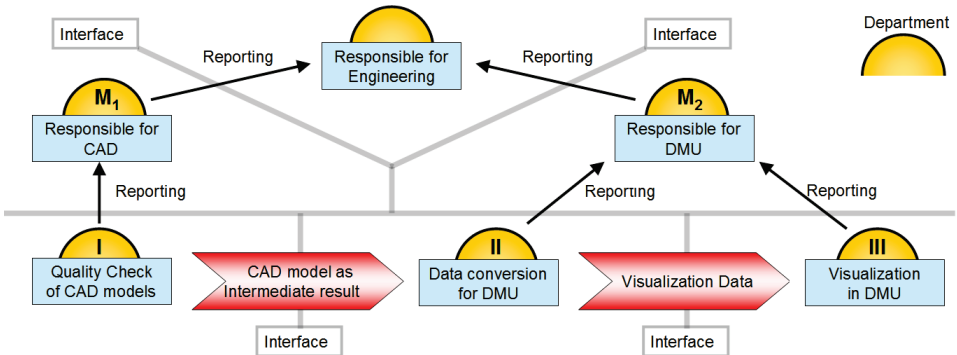 Department
Interface
Reporting
Responsible for
Engineering
Reporting
Interface
M1
Responsible for
CAD
M2
Responsible for
DMU
Reporting
Reporting
Reporting
I
Quality Check
of CAD models
CAD model as
Intermediate result
II
Data conversion
for DMU
Visualization Data
III
Visualization
in DMU
Interface
Interface